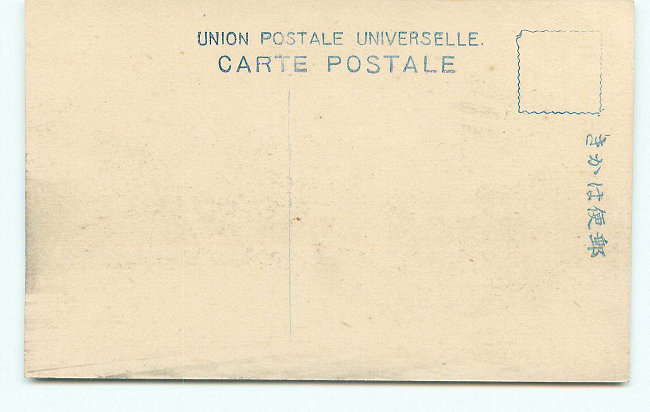 UNION POSTALE UNIVERSELLE.
CARTE POSTALE
きかは便郵